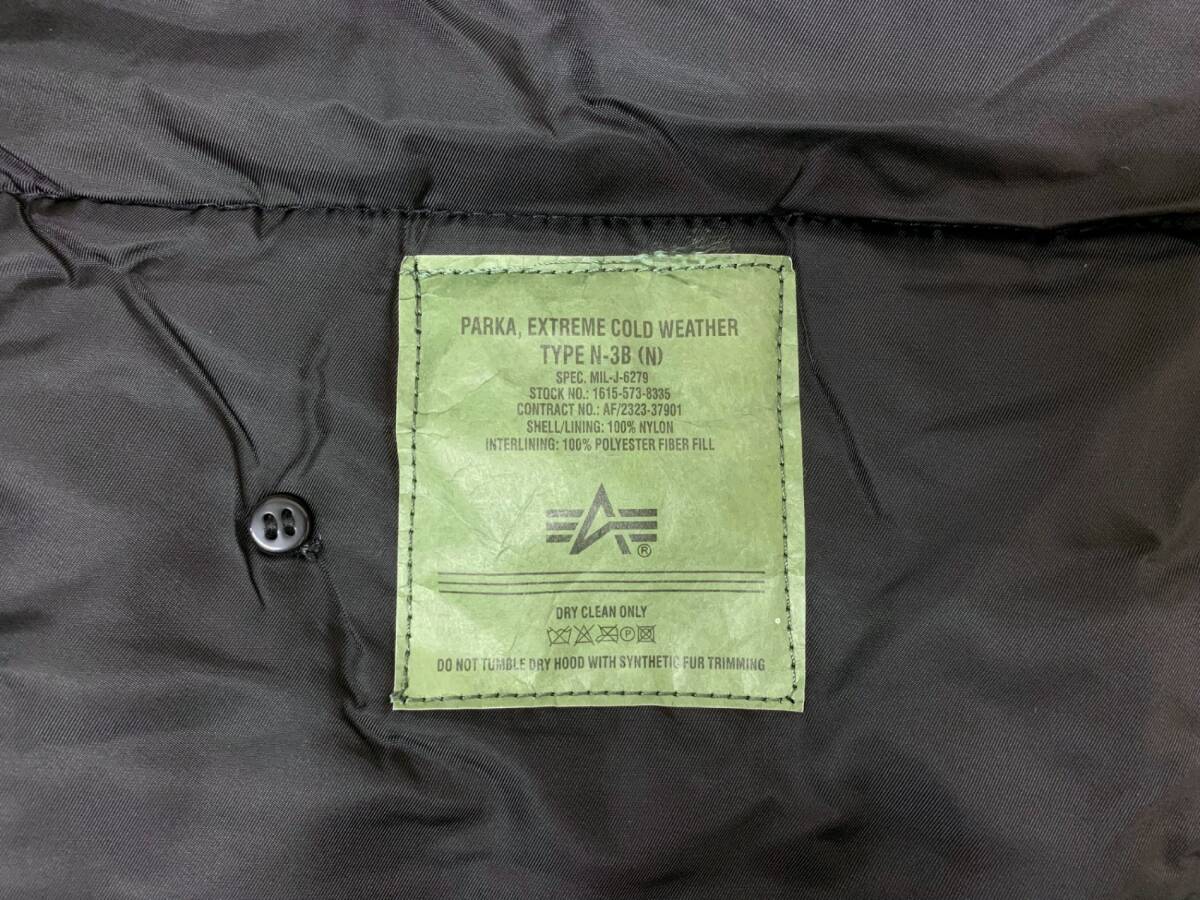 PARKA, EXTREME COLD WEATHER
TYPE N-3B (N)
SPEC. MIL-J-6279
STOCK NO.: 1615-573-8335
CONTRACT NO.: AF/2323-37901
SHELL/LINING: 100% NYLON
INTERLINING: 100% POLYESTER FIBER FILL
®
DRY CLEAN ONLY
P
DO NOT TUMBLE DRY HOOD WITH SYNTHETIC FUR TRIMMING